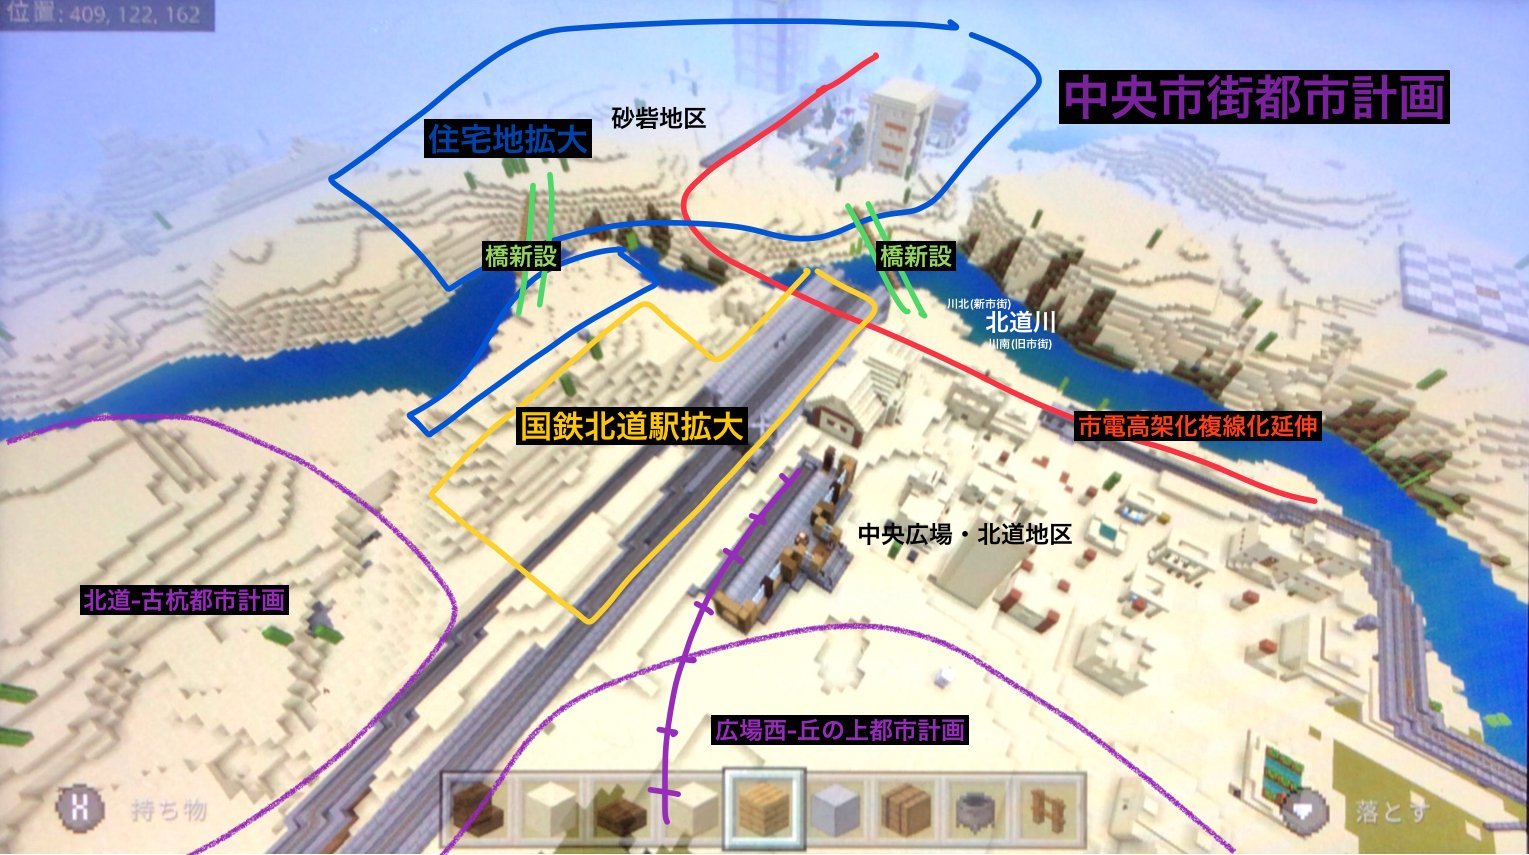 位置: 409, 122, 162
中央市街都市計画
砂砦地区
住宅地拡大
橋新設
橋新設
川北(新市街)
北道川
川南(旧市街)
国鉄北道駅拡大
市電高架化複線化延伸
中央広場・北道地区
北道-古杭都市計画
広場西-丘の上都市計画
X 持ち物
落とす